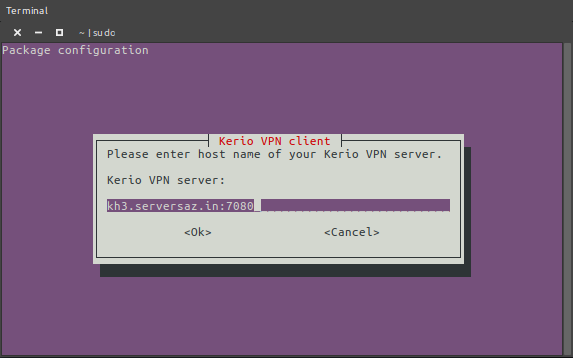 Terminal
~|sudo
Package configuration
Kerio VPN client
Please enter host name of your Kerio VPN server.
Kerio VPN server:
kh3.serversaz.in:7080
<Ok> <Cancel>